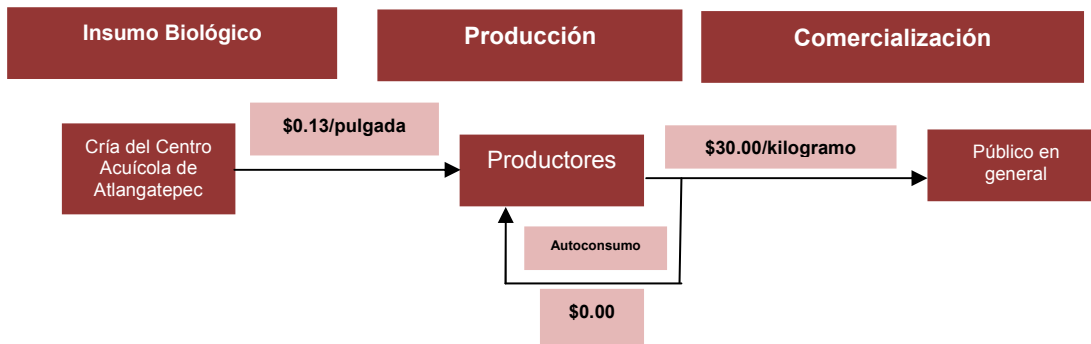 Insumo Biológico
Producción
Comercialización
$0.13/pulgada
Cría del Centro
Acuícola de
Atlangatepec
Productores
$30.00/kilogramo
Público en
general
Autoconsumo
$0.00